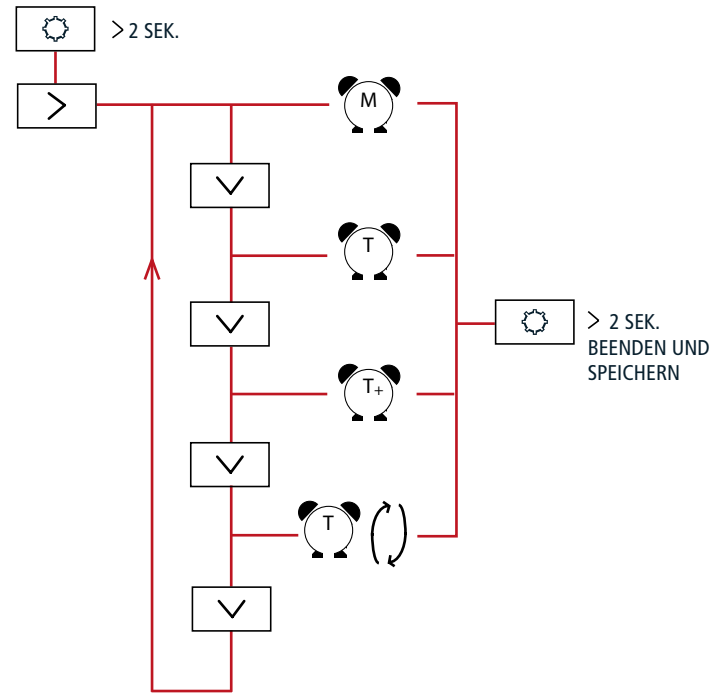 > 2 SEK.
>
M
T
T+
T
> 2 SEK.
BEENDEN UND
SPEICHERN